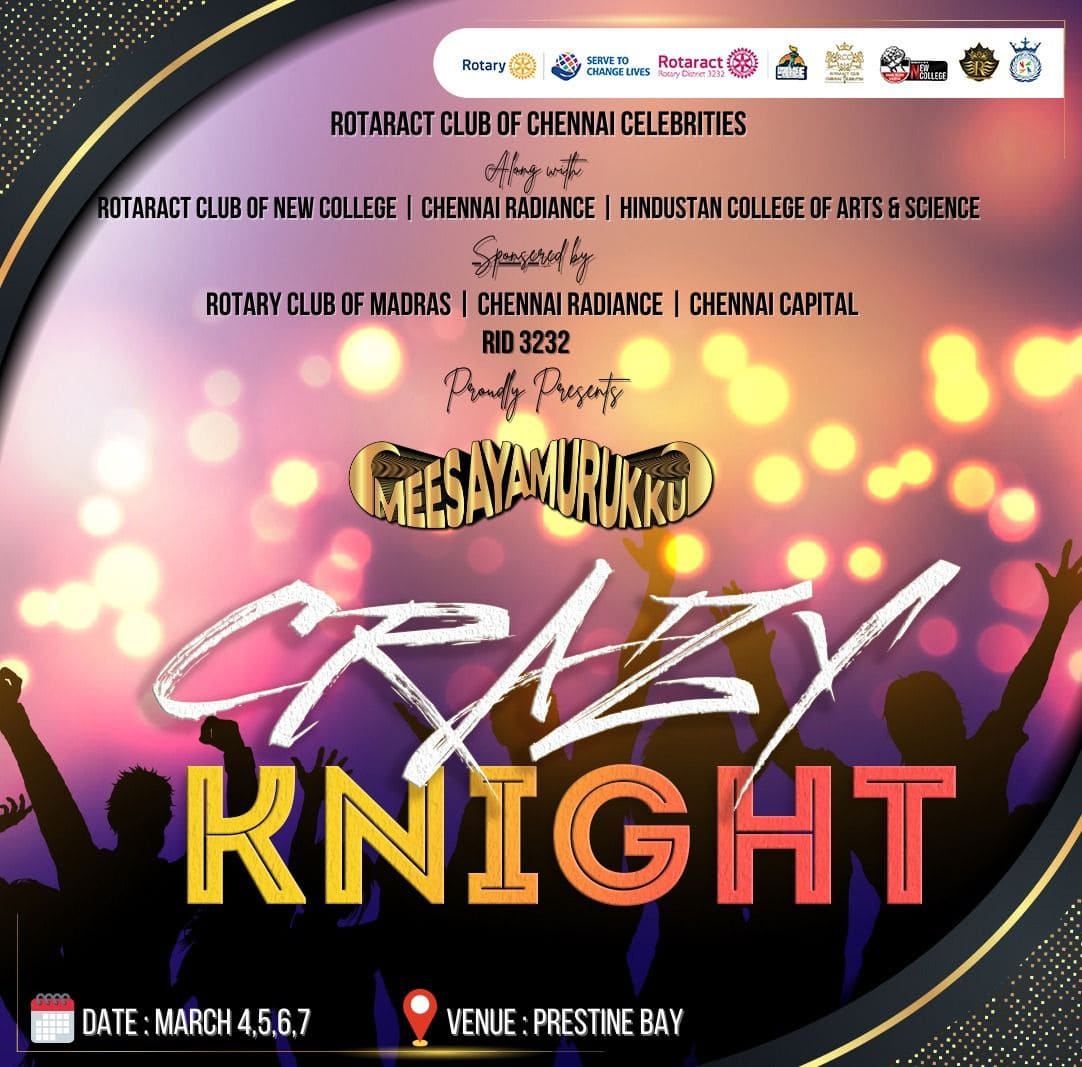 Rotary
SERVE TO
CHANGE LIVES
Rotaract
Rotary District 3232
NEW
COLLEGE
ROTARACT CLUB OF CHENNAI CELEBRITIES
Along with
ROTARACT CLUB OF NEW COLLEGE | CHENNAI RADIANCE | HINDUSTAN COLLEGE OF ARTS & SCIENCE
Sponsered by
ROTARY CLUB OF MADRAS | CHENNAI RADIANCE | CHENNAI CAPITAL
RID 3232
Proudly Presents
MEESAYAMURUKKU
CRAZY
KNIGHT
DATE : MARCH 4,5,6,7
VENUE : PRESTINE BAY